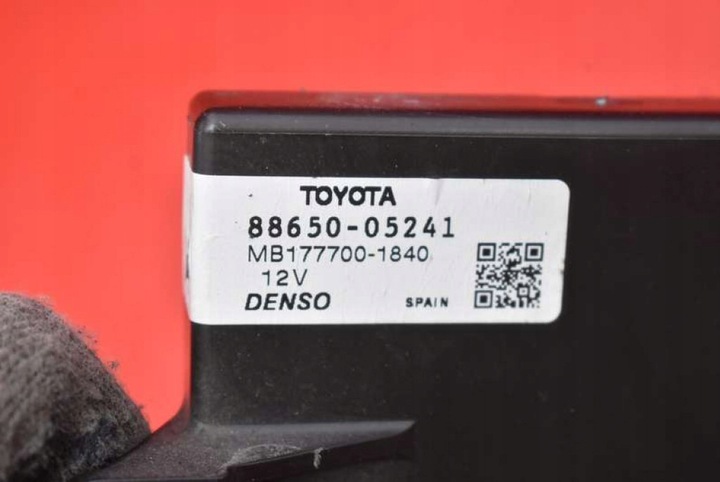 TOYOTA
88650-05241
MB177700-1840
12V
DENSO SPAIN